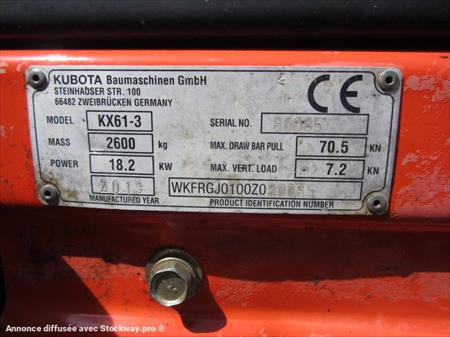 KUBOTA Baumaschinen GmbH
STEINHAUSER STR. 100
66482 ZWEIBRÜCKEN GERMANY
CE
MODEL KX61-3 SERIAL NO.
MASS 2600 kg MAX. DRAW BAR PULL 70.5 KN
POWER 18.2 KW MAX. VERT. LOAD 7.2 KN
2013 WKFRGJ0100Z0
MANUFACTURED YEAR PRODUCT IDENTIFICATION NUMBER
Annonce diffusée avec Stockway.pro ®